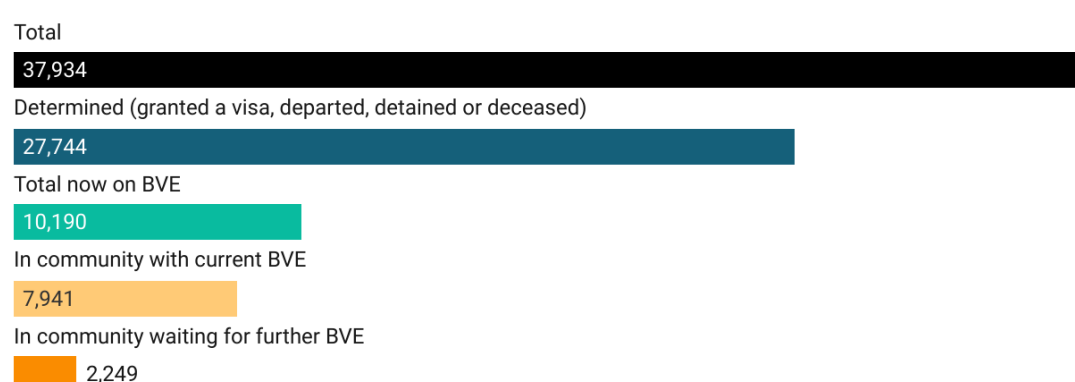 Total
37,934
Determined (granted a visa, departed, detained or deceased)
27,744
Total now on BVE
10,190
In community with current BVE
7,941
In community waiting for further BVE
2,249